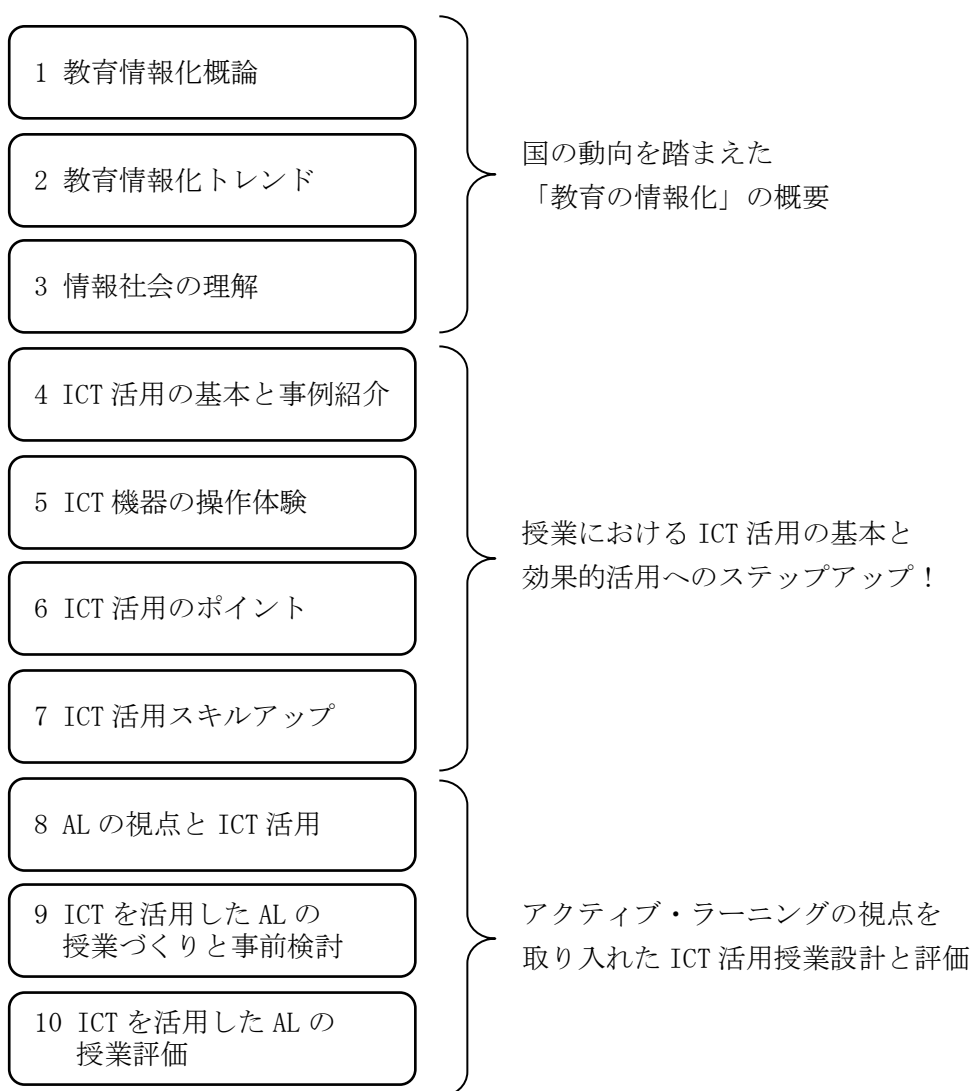 1 教育情報化概論
2 教育情報化トレンド
3 情報社会の理解
国の動向を踏まえた
「教育の情報化」の概要
4 ICT 活用の基本と事例紹介
5 ICT 機器の操作体験
6 ICT 活用のポイント
7 ICT 活用スキルアップ
授業における ICT 活用の基本と
効果的活用へのステップアップ！
8 AL の視点と ICT 活用
9 ICT を活用した AL の
授業づくりと事前検討
10 ICT を活用した AL の
授業評価
アクティブ・ラーニングの視点を
取り入れた ICT 活用授業設計と評価